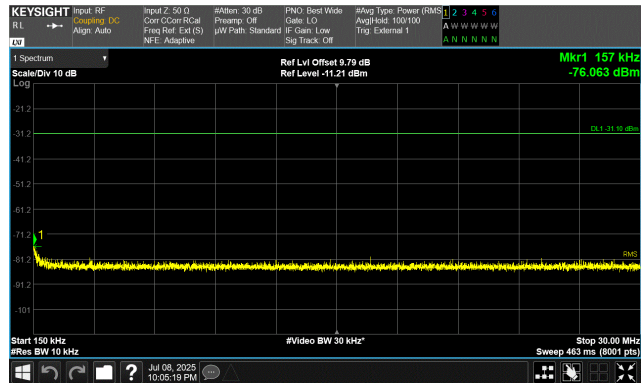 KEYSIGHT
RL
LXI
Input: RF
Coupling: DC
Align: Auto
Input Z: 50 Ω
Corr CCorr RCal
Freq Ref: Ext (S)
NFE: Adaptive
#Atten: 30 dB
Preamp: Off
µW Path: Standard
PNO: Best Wide
Gate: LO
IF Gain: Low
Sig Track: Off
#Avg Type: Power (RMS
Avg|Hold: 100/100
Trig: External 1
1 2 3 4 5 6
A W W W W W
A N N N N N
1 Spectrum
Scale/Div 10 dB
Ref Lvl Offset 9.79 dB
Ref Level -11.21 dBm
Mkr1 157 kHz
-76.063 dBm
Log
-21.2
-31.2
DL1 -31.10 dBm
-41.2
-51.2
-61.2
-71.2
1
-81.2
RMS
-91.2
-101
Start 150 kHz
#Res BW 10 kHz
#Video BW 30 kHz*
Stop 30.00 MHz
Sweep 463 ms (8001 pts)
?
Jul 08, 2025
10:05:19 PM